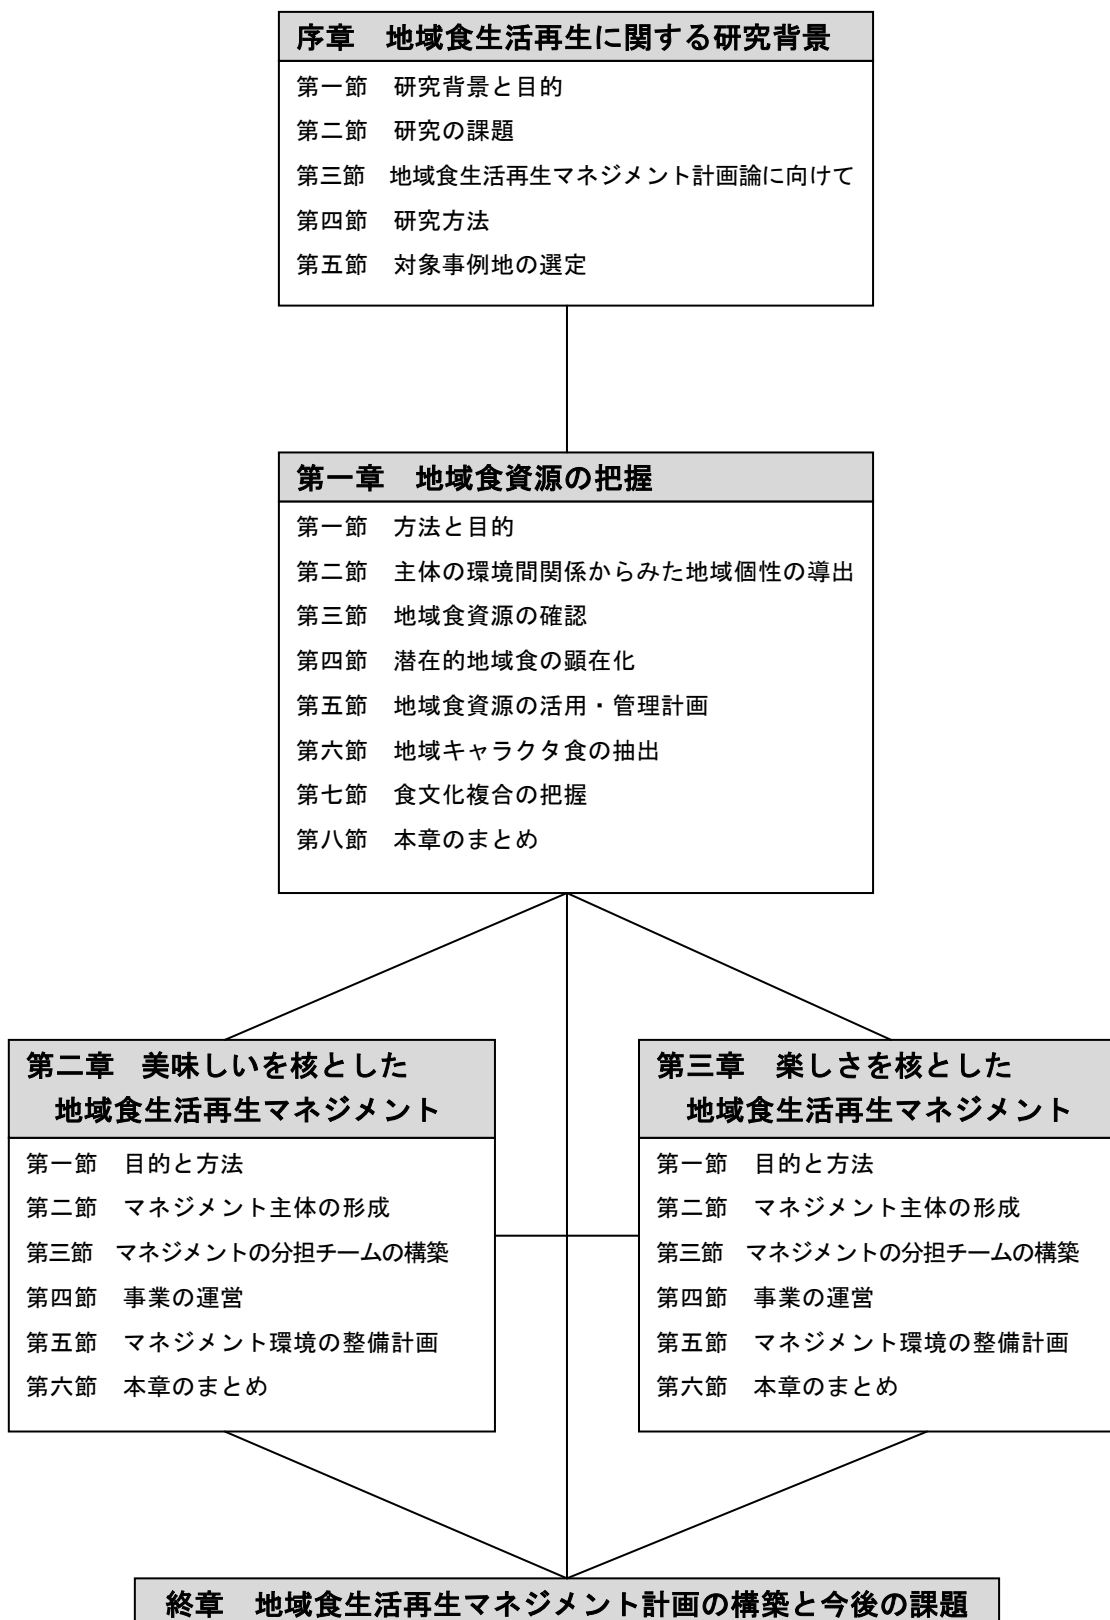 序章　地域食生活再生に関する研究背景
第一節　研究背景と目的
第二節　研究の課題
第三節　地域食生活再生マネジメント計画論に向けて
第四節　研究方法
第五節　対象事例地の選定
第一章　地域食資源の把握
第一節　方法と目的
第二節　主体の環境間関係からみた地域個性の導出
第三節　地域食資源の確認
第四節　潜在的地域食の顕在化
第五節　地域食資源の活用・管理計画
第六節　地域キャラクタ食の抽出
第七節　食文化複合の把握
第八節　本章のまとめ
第二章　美味しいを核とした
地域食生活再生マネジメント
第一節　目的と方法
第二節　マネジメント主体の形成
第三節　マネジメントの分担チームの構築
第四節　事業の運営
第五節　マネジメント環境の整備計画
第六節　本章のまとめ
第三章　楽しさを核とした
地域食生活再生マネジメント
第一節　目的と方法
第二節　マネジメント主体の形成
第三節　マネジメントの分担チームの構築
第四節　事業の運営
第五節　マネジメント環境の整備計画
第六節　本章のまとめ
終章　地域食生活再生マネジメント計画の構築と今後の課題